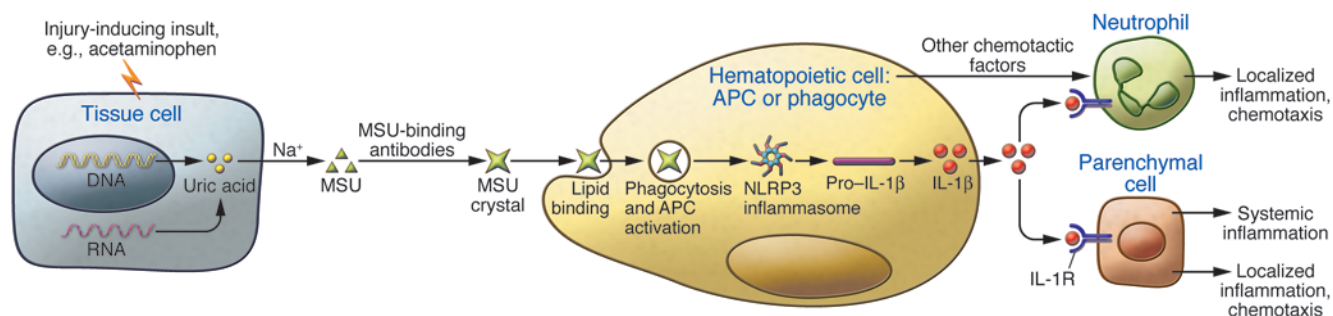 Injury-inducing insult,
e.g., acetaminophen
Tissue cell
DNA
RNA
Uric acid
Na⁺
MSU
MSU-binding
antibodies
MSU
crystal
Lipid
binding
Hematopoietic cell:
APC or phagocyte
Phagocytosis
and APC
activation
NLRP3
inflammasome
Pro–IL-1β
IL-1β
Other chemotactic
factors
Neutrophil
Localized
inflammation,
chemotaxis
Parenchymal
cell
IL-1R
Systemic
inflammation
Localized
inflammation,
chemotaxis